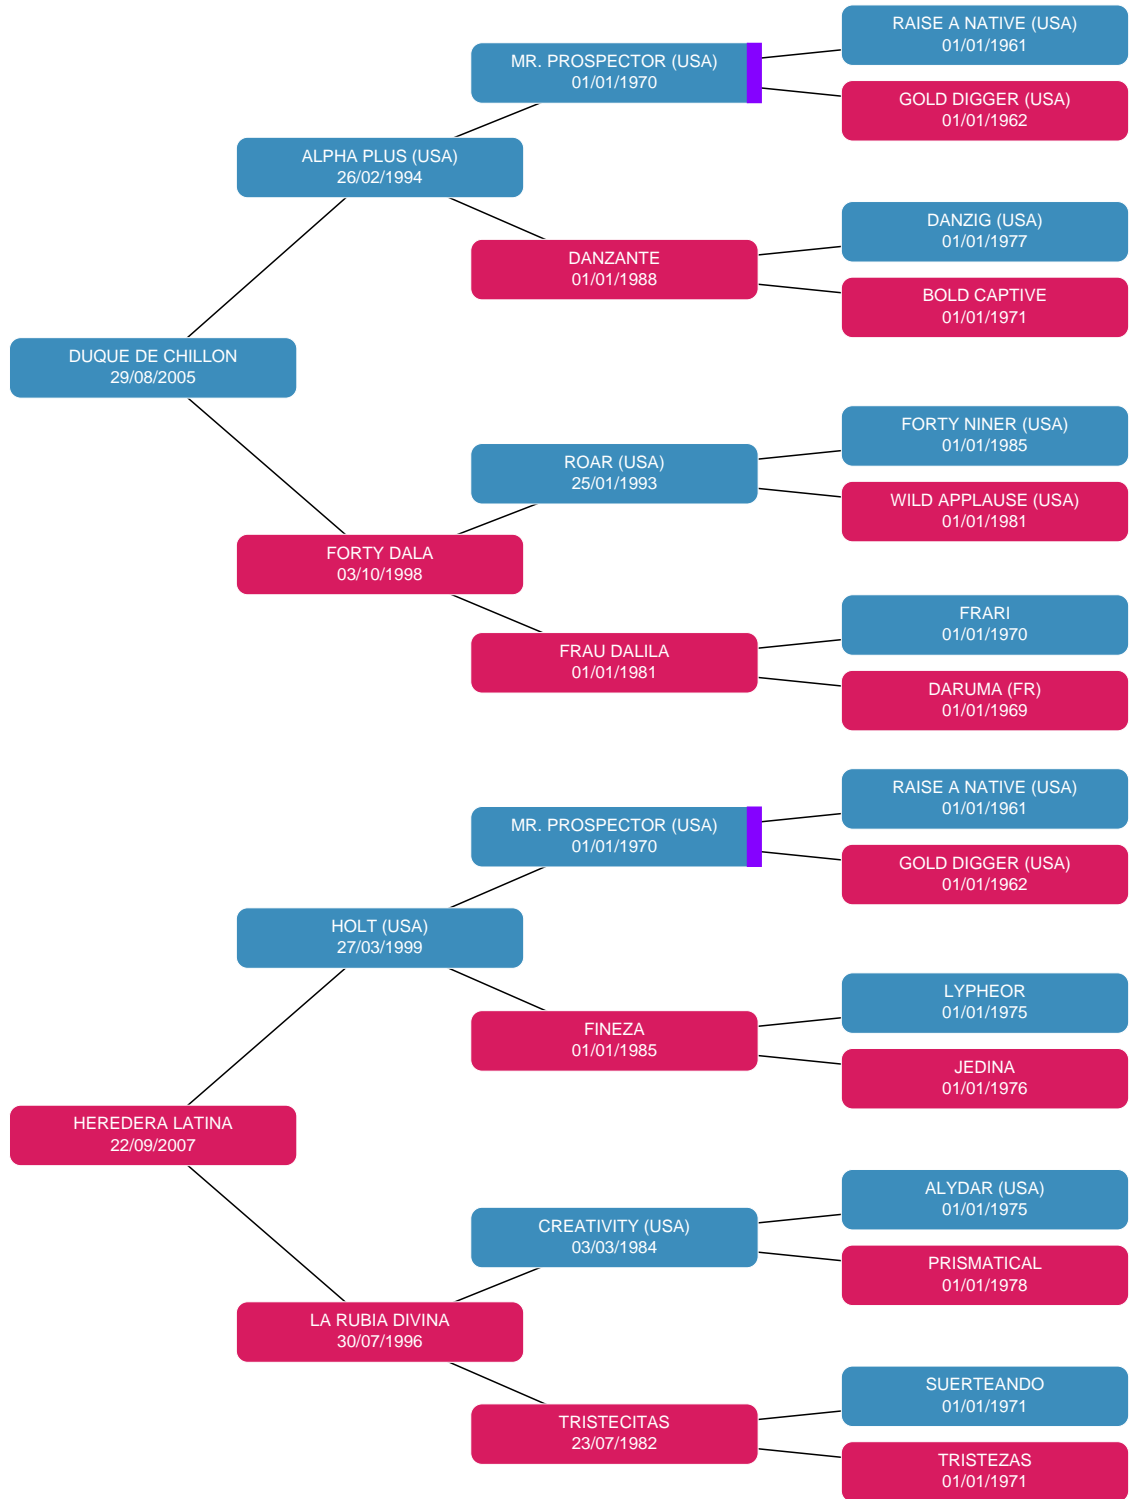 RAISE A NATIVE (USA)
01/01/1961
MR. PROSPECTOR (USA)
01/01/1970
GOLD DIGGER (USA)
01/01/1962
ALPHA PLUS (USA)
26/02/1994
DANZIG (USA)
01/01/1977
DANZANTE
01/01/1988
BOLD CAPTIVE
01/01/1971
DUQUE DE CHILLON
29/08/2005
FORTY NINER (USA)
01/01/1985
ROAR (USA)
25/01/1993
WILD APPLAUSE (USA)
01/01/1981
FORTY DALA
03/10/1998
FRARI
01/01/1970
FRAU DALILA
01/01/1981
DARUMA (FR)
01/01/1969
RAISE A NATIVE (USA)
01/01/1961
MR. PROSPECTOR (USA)
01/01/1970
GOLD DIGGER (USA)
01/01/1962
HOLT (USA)
27/03/1999
LYPHEOR
01/01/1975
FINEZA
01/01/1985
JEDINA
01/01/1976
HEREDERA LATINA
22/09/2007
ALYDAR (USA)
01/01/1975
CREATIVITY (USA)
03/03/1984
PRISMATICAL
01/01/1978
LA RUBIA DIVINA
30/07/1996
SUERTEANDO
01/01/1971
TRISTECITAS
23/07/1982
TRISTEZAS
01/01/1971